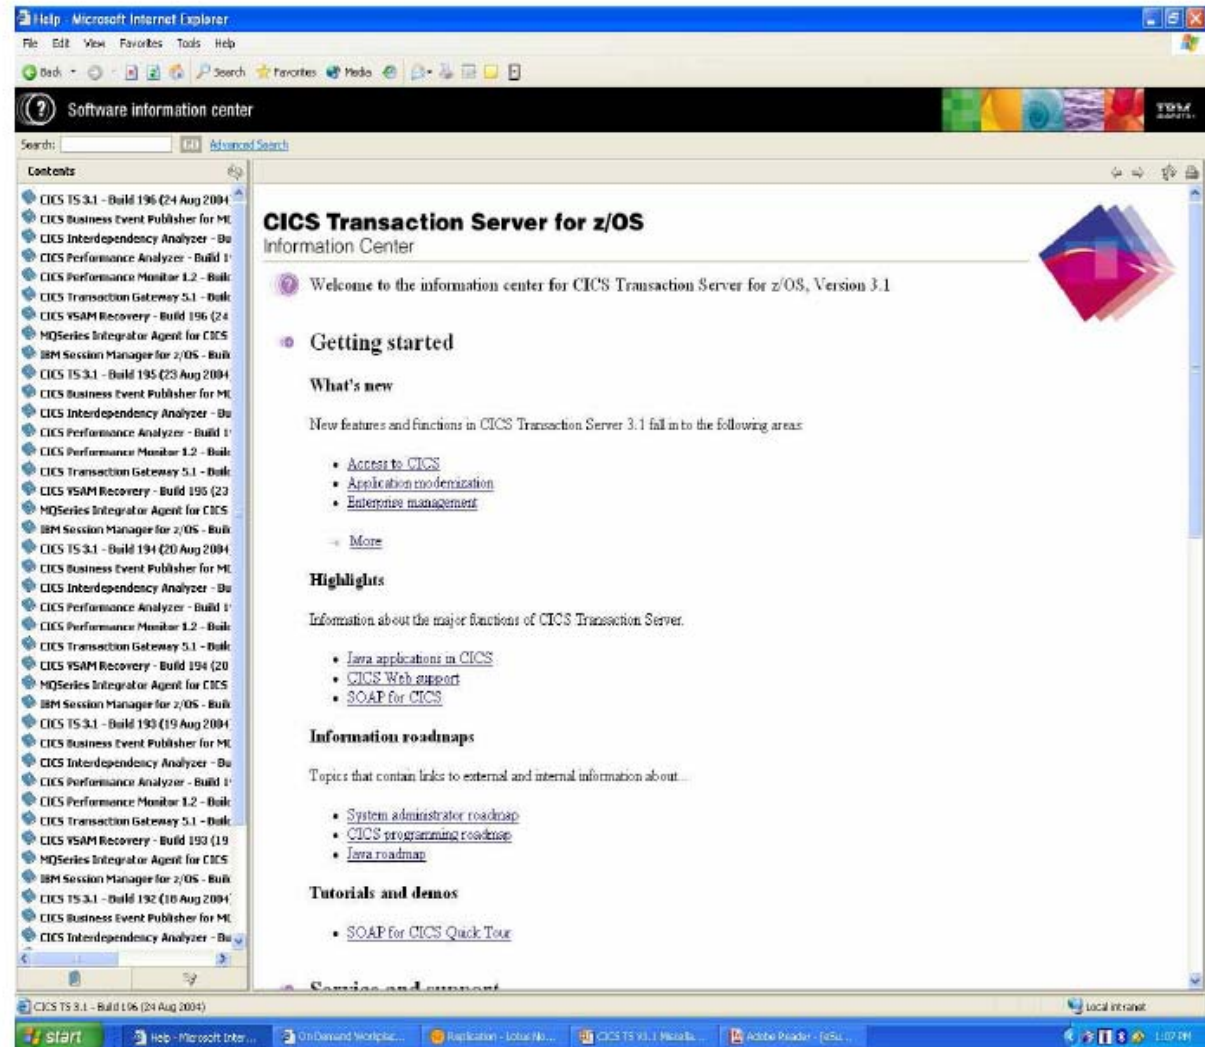 Help - Microsoft Internet Explorer
File Edit View Favorites Tools Help
Back Search Favorites Media
Software information center
IBM
Search: GO Advanced Search
Contents
CICS TS 3.1 - Build 196 (24 Aug 2004
CICS Business Event Publisher for MC
CICS Interdependency Analyzer - Bu
CICS Performance Analyzer - Build 1
CICS Performance Monitor 1.2 - Buil
CICS Transaction Gateway 5.1 - Buil
CICS VSAM Recovery - Build 196 (24
MQSeries Integrator Agent for CICS
IBM Session Manager for z/OS - Buil
CICS TS 3.1 - Build 195 (23 Aug 2004
CICS Business Event Publisher for MC
CICS Interdependency Analyzer - Bu
CICS Performance Analyzer - Build 1
CICS Performance Monitor 1.2 - Buil
CICS Transaction Gateway 5.1 - Buil
CICS VSAM Recovery - Build 195 (23
MQSeries Integrator Agent for CICS
IBM Session Manager for z/OS - Buil
CICS TS 3.1 - Build 194 (20 Aug 2004
CICS Business Event Publisher for MC
CICS Interdependency Analyzer - Bu
CICS Performance Analyzer - Build 1
CICS Performance Monitor 1.2 - Buil
CICS Transaction Gateway 5.1 - Buil
CICS VSAM Recovery - Build 194 (20
MQSeries Integrator Agent for CICS
IBM Session Manager for z/OS - Buil
CICS TS 3.1 - Build 193 (19 Aug 2004
CICS Business Event Publisher for MC
CICS Interdependency Analyzer - Bu
CICS Performance Analyzer - Build 1
CICS Performance Monitor 1.2 - Buil
CICS Transaction Gateway 5.1 - Buil
CICS VSAM Recovery - Build 193 (19
MQSeries Integrator Agent for CICS
IBM Session Manager for z/OS - Buil
CICS TS 3.1 - Build 192 (18 Aug 2004
CICS Business Event Publisher for MC
CICS Interdependency Analyzer - Bu
CICS Transaction Server for z/OS
Information Center
Welcome to the information center for CICS Transaction Server for z/OS, Version 3.1
Getting started
What's new
New features and functions in CICS Transaction Server 3.1 fall in to the following areas:
Access to CICS
Application modernization
Enterprise management
More
Highlights
Information about the major functions of CICS Transaction Server.
Java applications in CICS
CICS Web support
SOAP for CICS
Information roadmaps
Topics that contain links to external and internal information about...
System administrator roadmap
CICS programming roadmap
Java roadmap
Tutorials and demos
SOAP for CICS Quick Tour
Service and support
CICS TS 3.1 - Build 196 (24 Aug 2004)
Local intranet
start
Help - Microsoft Inter...
On Demand Workplac...
Replication - Lotus No...
CICS TS V3.1 Miscella...
Adobe Reader - [
1:07 PM